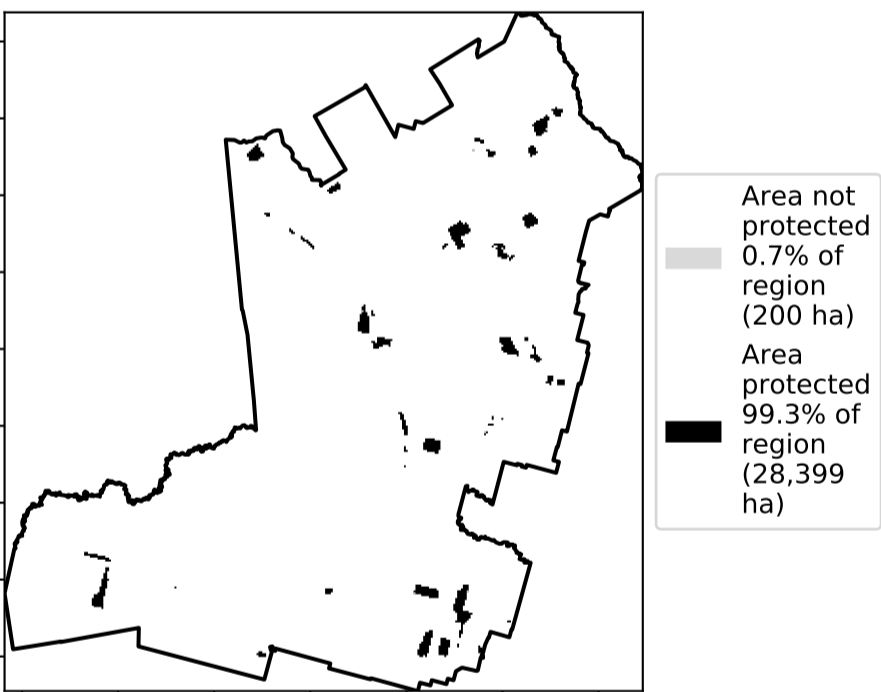 Area not
protected
0.7% of
region
(200 ha)
Area
protected
99.3% of
region
(28,399
ha)